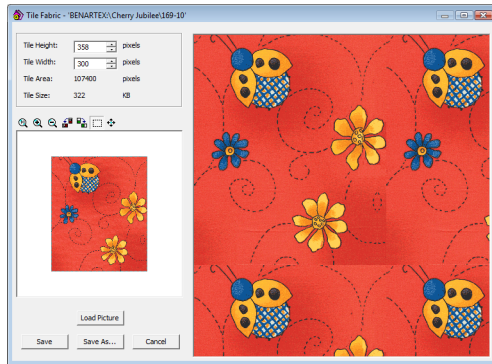 Tile Fabric - 'BENARTEX:\Cherry Jubilee\169-10'
Tile Height: 358 pixels
Tile Width: 300 pixels
Tile Area: 107400 pixels
Tile Size: 322 KB
Load Picture
Save Save As... Cancel